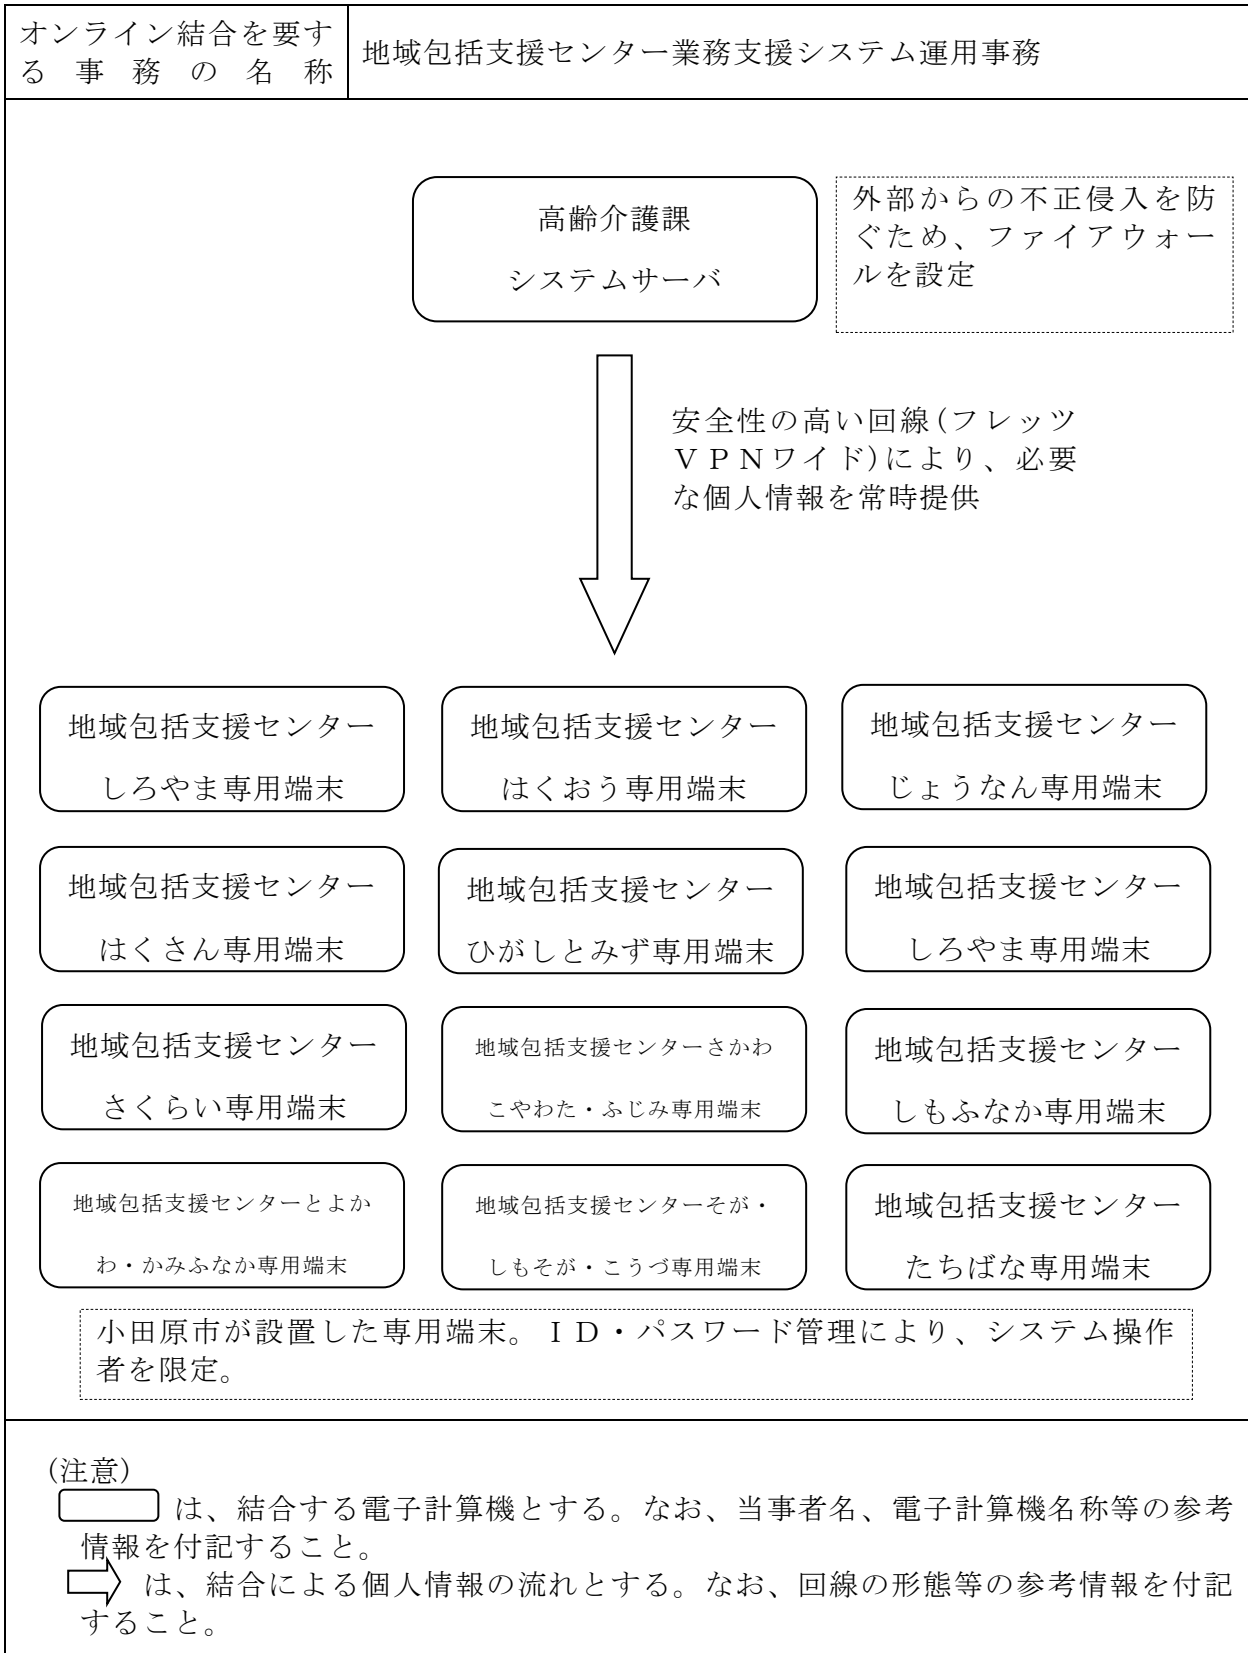 オンライン結合を要す
る事務の名称
地域包括支援センター業務支援システム運用事務
高齢介護課
システムサーバ
外部からの不正侵入を防
ぐため、ファイアウォー
ルを設定
安全性の高い回線(フレッツ
ＶＰＮワイド)により、必要
な個人情報を常時提供
地域包括支援センター
しろやま専用端末
地域包括支援センター
はくおう専用端末
地域包括支援センター
じょうなん専用端末
地域包括支援センター
はくさん専用端末
地域包括支援センター
ひがしとみず専用端末
地域包括支援センター
しろやま専用端末
地域包括支援センター
さくらい専用端末
地域包括支援センターさかわ
こやわた・ふじみ専用端末
地域包括支援センター
しもふなか専用端末
地域包括支援センターとよか
わ・かみふなか専用端末
地域包括支援センターそが・
しもそが・こうづ専用端末
地域包括支援センター
たちばな専用端末
小田原市が設置した専用端末。ＩＤ・パスワード管理により、システム操作
者を限定。
(注意)
は、結合する電子計算機とする。なお、当事者名、電子計算機名称等の参考
情報を付記すること。
は、結合による個人情報の流れとする。なお、回線の形態等の参考情報を付記
すること。